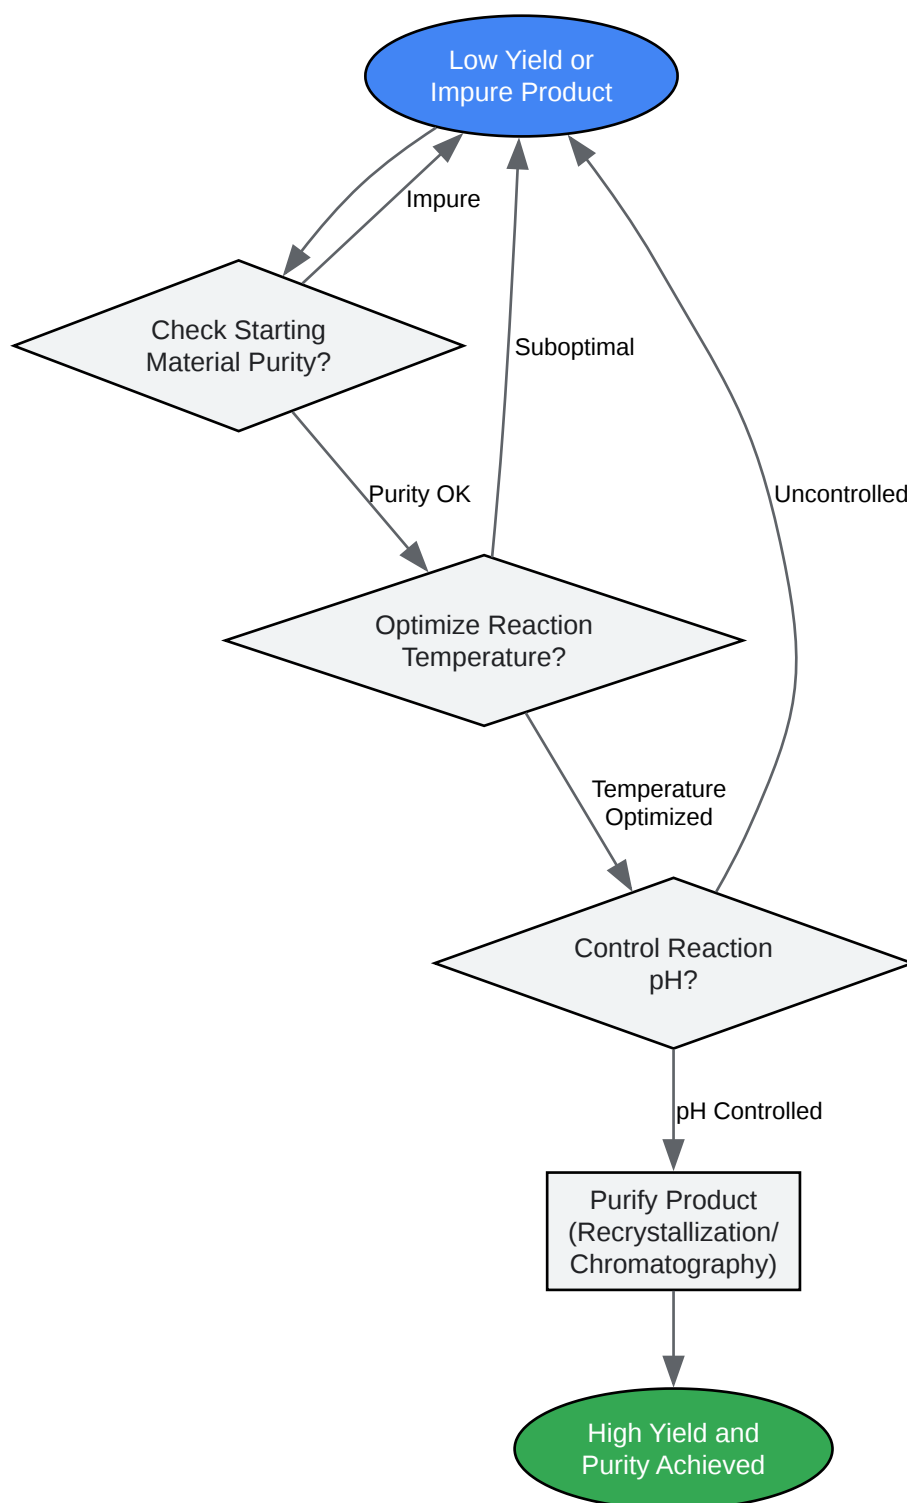 Low Yield or
Impure Product
Impure
Check Starting
Material Purity?
Suboptimal
Purity OK
Uncontrolled
Optimize Reaction
Temperature?
Temperature
Optimized
Control Reaction
pH?
pH Controlled
Purify Product
(Recrystallization/
Chromatography)
High Yield and
Purity Achieved